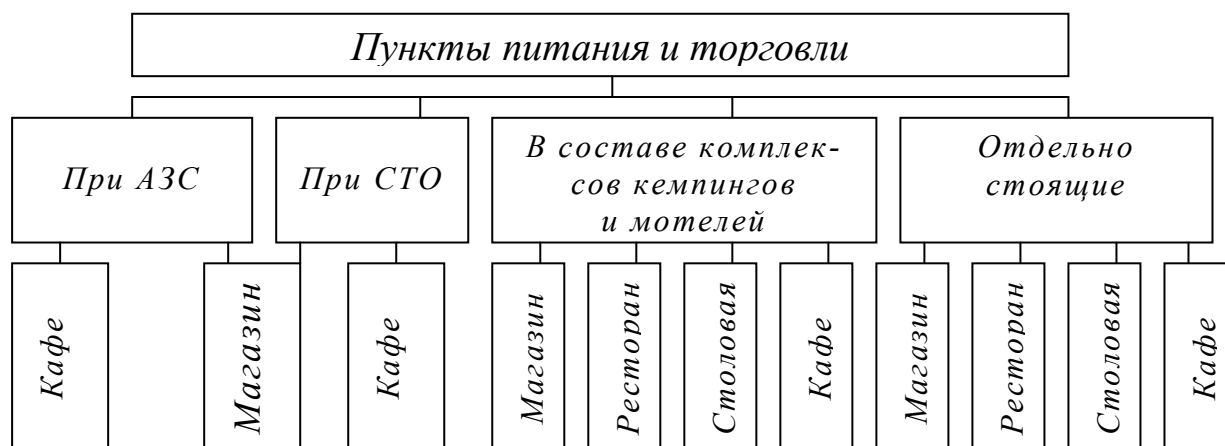 Пункты питания и торговли
При АЗС
При СТО
В составе комплек-
сов кемпингов
и мотелей
Отдельно
стоящие
Кафе
Магазин
Кафе
Магазин
Ресторан
Столовая
Кафе
Магазин
Ресторан
Столовая
Кафе